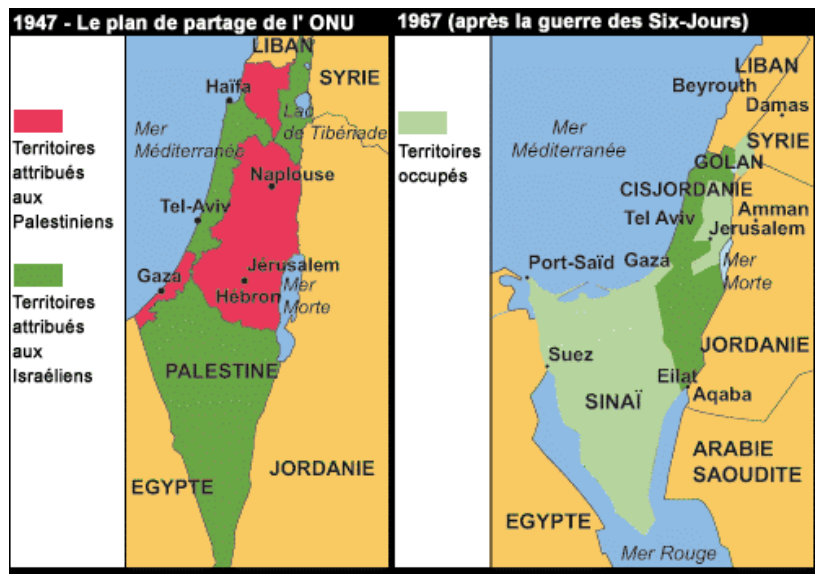 1947 - Le plan de partage de l' ONU
LIBAN
SYRIE
Haïfa
Lac
de Tibériade
Mer
Méditerranée
Territoires
attribués
aux
Palestiniens
Naplouse
Tel-Aviv
Jérusalem
Gaza
Hébron
Mer
Morte
Territoires
attribués
aux
Israéliens
PALESTINE
EGYPTE
JORDANIE
1967 (après la guerre des Six-Jours)
LIBAN
Beyrouth
Damas
Mer
Méditerranée
SYRIE
Territoires
occupés
GOLAN
CISJORDANIE
Amman
Tel Aviv
Jerusalem
Gaza
Port-Saïd
Mer
Morte
JORDANIE
Suez
Eilat
Aqaba
SINAÏ
ARABIE
SAOUDITE
EGYPTE
Mer Rouge